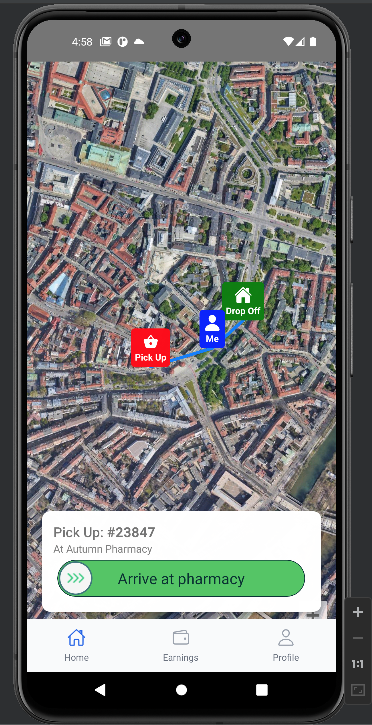 4:58
Drop Off
Me
Pick Up
Pick Up: #23847
At Autumn Pharmacy
Arrive at pharmacy
Home
Earnings
Profile
1:1